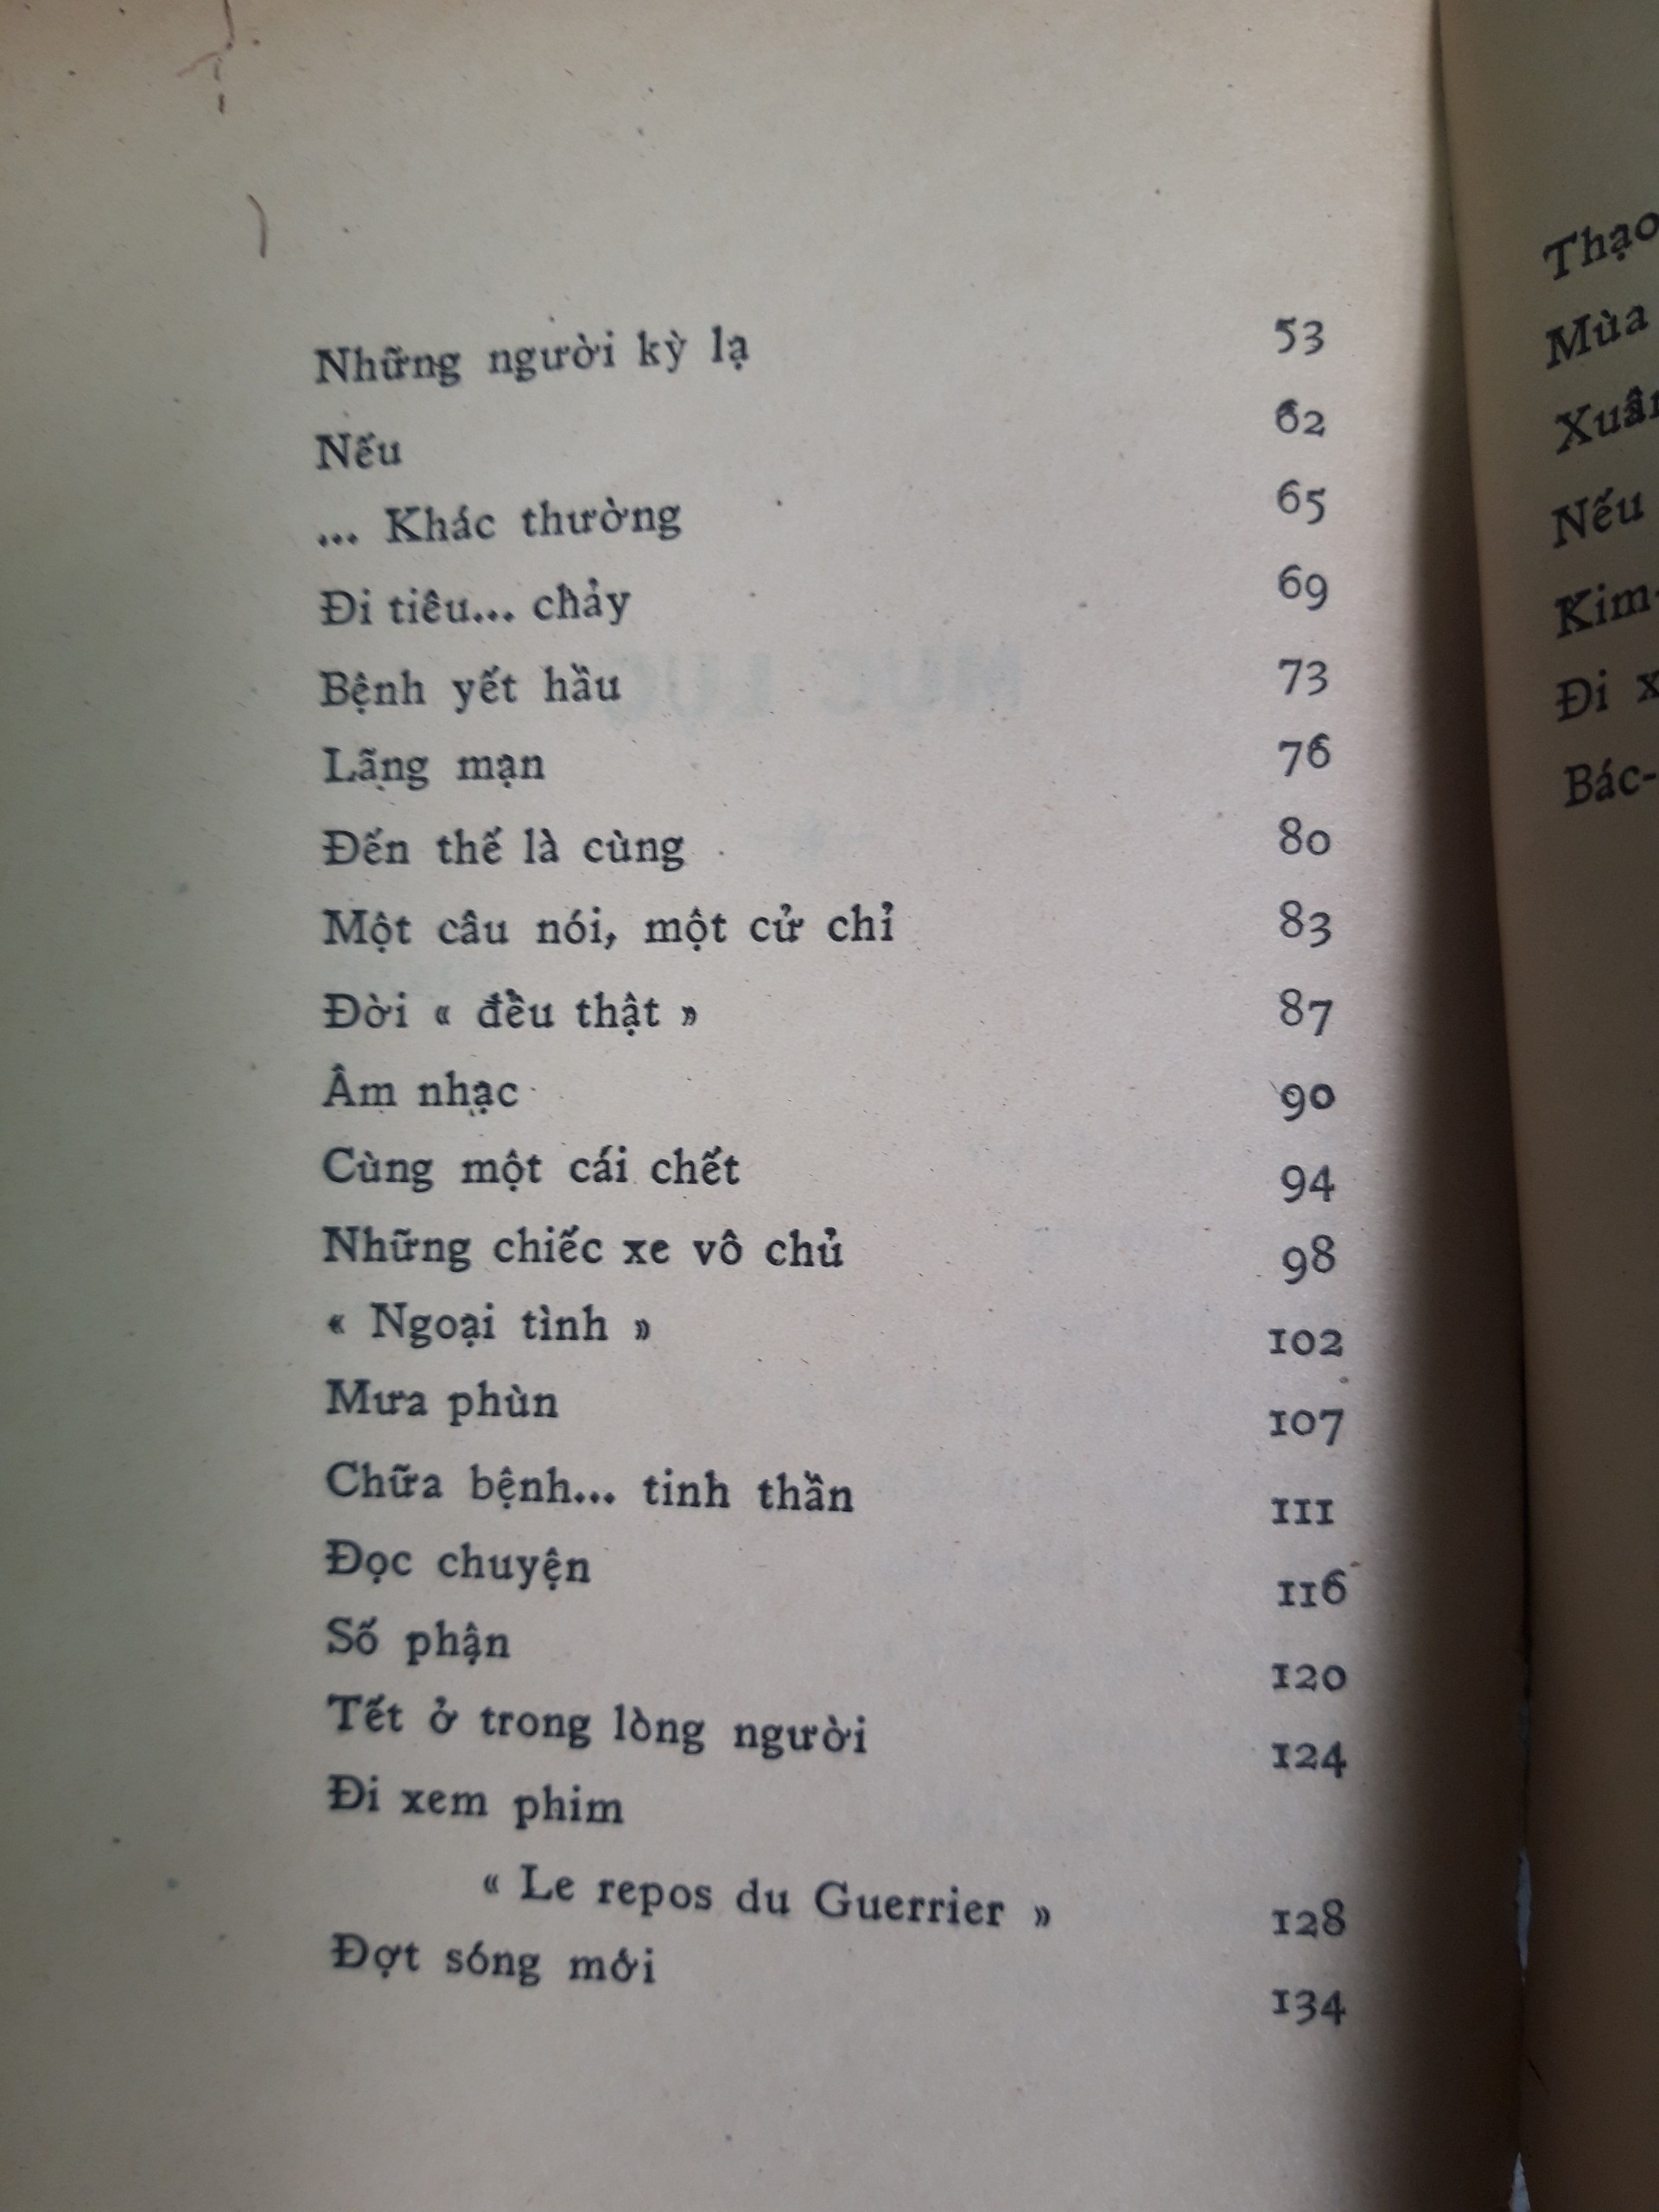 Những người kỳ lạ 53
Nếu 62
... Khác thường 65
Đi tiêu... chảy 69
Bệnh yết hầu 73
Lãng mạn 76
Đến thế là cùng 80
Một câu nói, một cử chỉ 83
Đời « đều thật » 87
Âm nhạc 90
Cùng một cái chết 94
Những chiếc xe vô chủ 98
« Ngoại tình » 102
Mưa phùn 107
Chữa bệnh... tinh thần 111
Đọc chuyện 116
Số phận 120
Tết ở trong lòng người 124
Đi xem phim
« Le repos du Guerrier » 128
Đợt sóng mới 134
Thạo
Mùa
Nếu
Kim-
Đi
Bác-